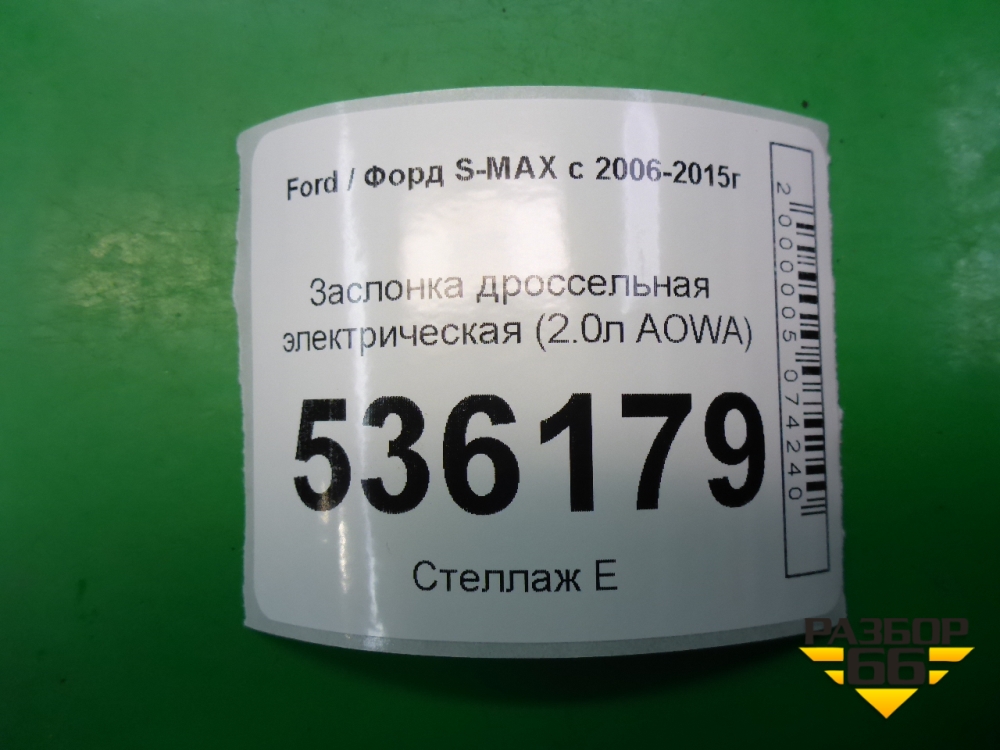 Ford / Форд S-MAX с 2006-2015г
Заслонка дроссельная
электрическая (2.0л AOWA)
536179
Стеллаж E
2000005074240
РАЗБОР
66